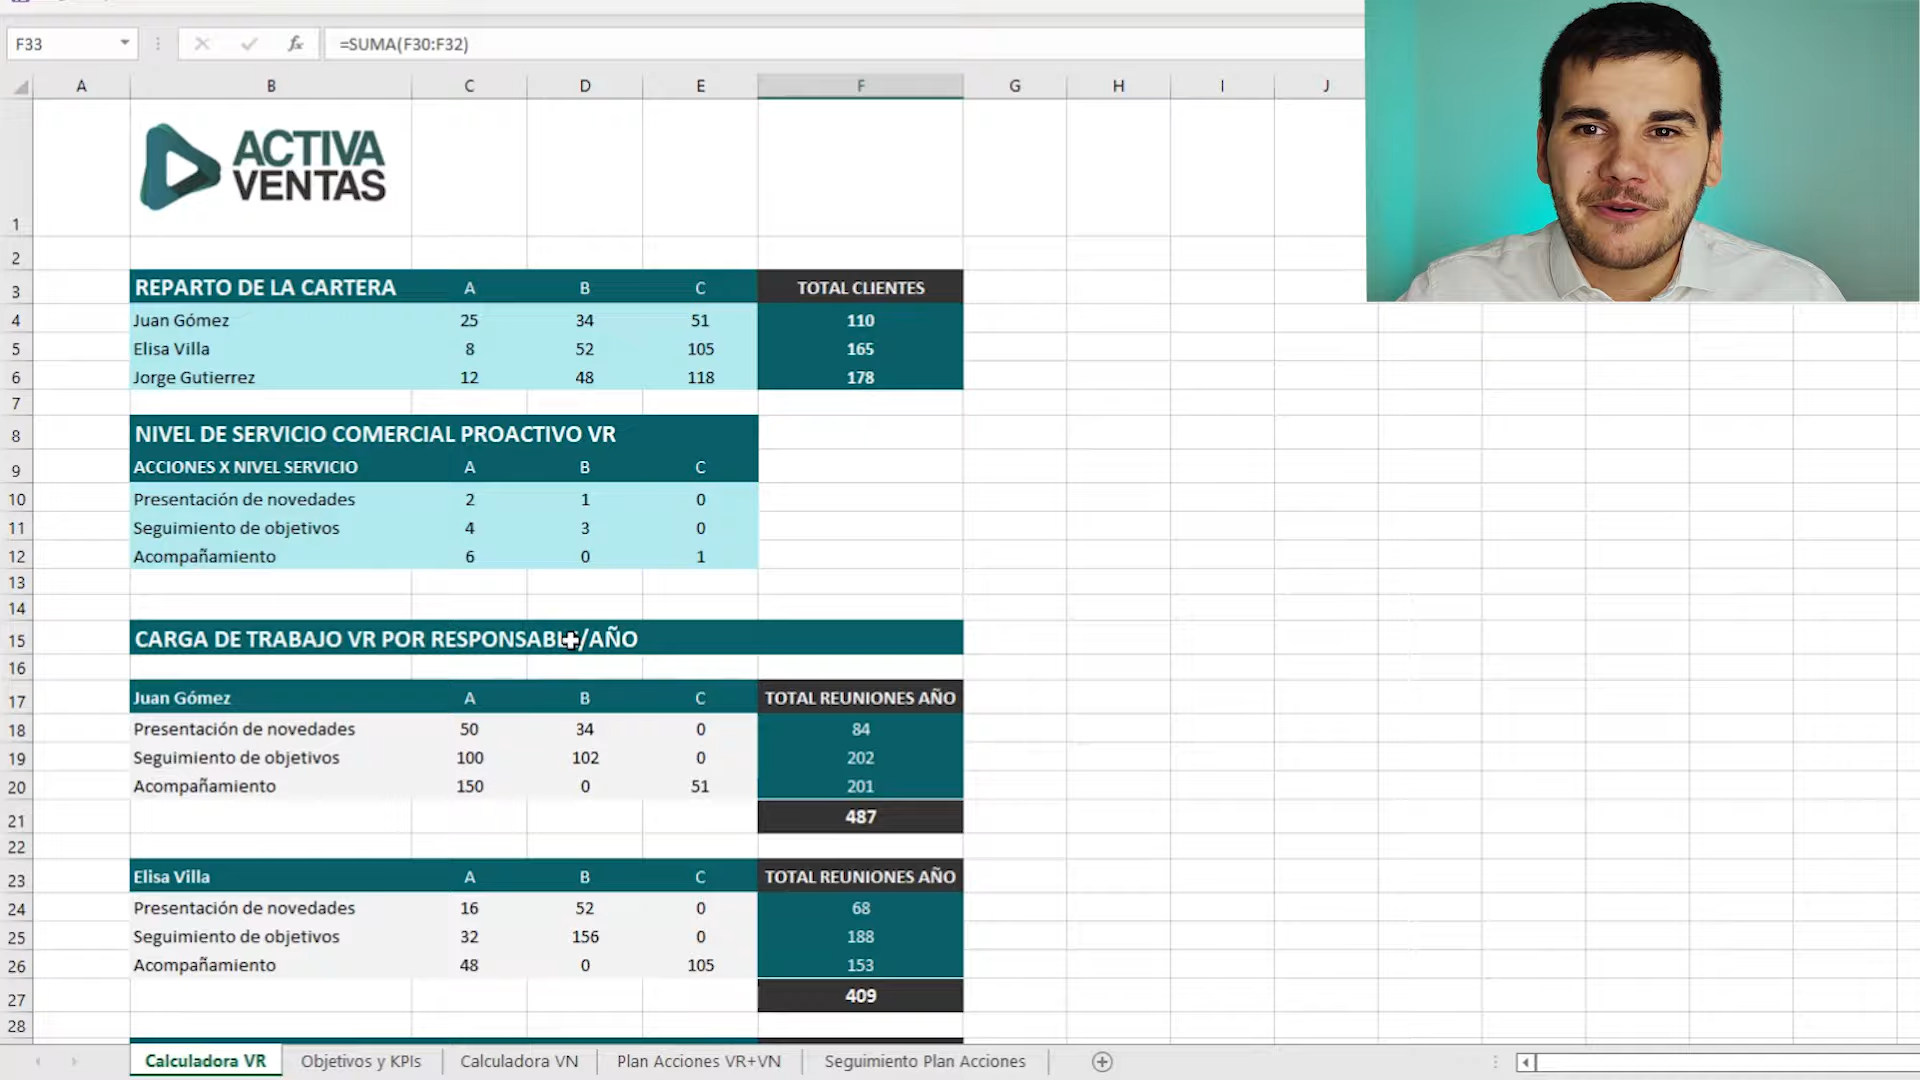 F33 fx =SUMA(F30:F32)
A B C D E F G H I J
ACTIVA
VENTAS
1
2
3 REPARTO DE LA CARTERA A B C TOTAL CLIENTES
4 Juan Gómez 25 34 51 110
5 Elisa Villa 8 52 105 165
6 Jorge Gutierrez 12 48 118 178
7
8 NIVEL DE SERVICIO COMERCIAL PROACTIVO VR
9 ACCIONES X NIVEL SERVICIO A B C
10 Presentación de novedades 2 1 0
11 Seguimiento de objetivos 4 3 0
12 Acompañamiento 6 0 1
13
14
15 CARGA DE TRABAJO VR POR RESPONSABLE/AÑO
16
17 Juan Gómez A B C TOTAL REUNIONES AÑO
18 Presentación de novedades 50 34 0 84
19 Seguimiento de objetivos 100 102 0 202
20 Acompañamiento 150 0 51 201
21 487
22
23 Elisa Villa A B C TOTAL REUNIONES AÑO
24 Presentación de novedades 16 52 0 68
25 Seguimiento de objetivos 32 156 0 188
26 Acompañamiento 48 0 105 153
27 409
28
Calculadora VR Objetivos y KPIs Calculadora VN Plan Acciones VR+VN Seguimiento Plan Acciones